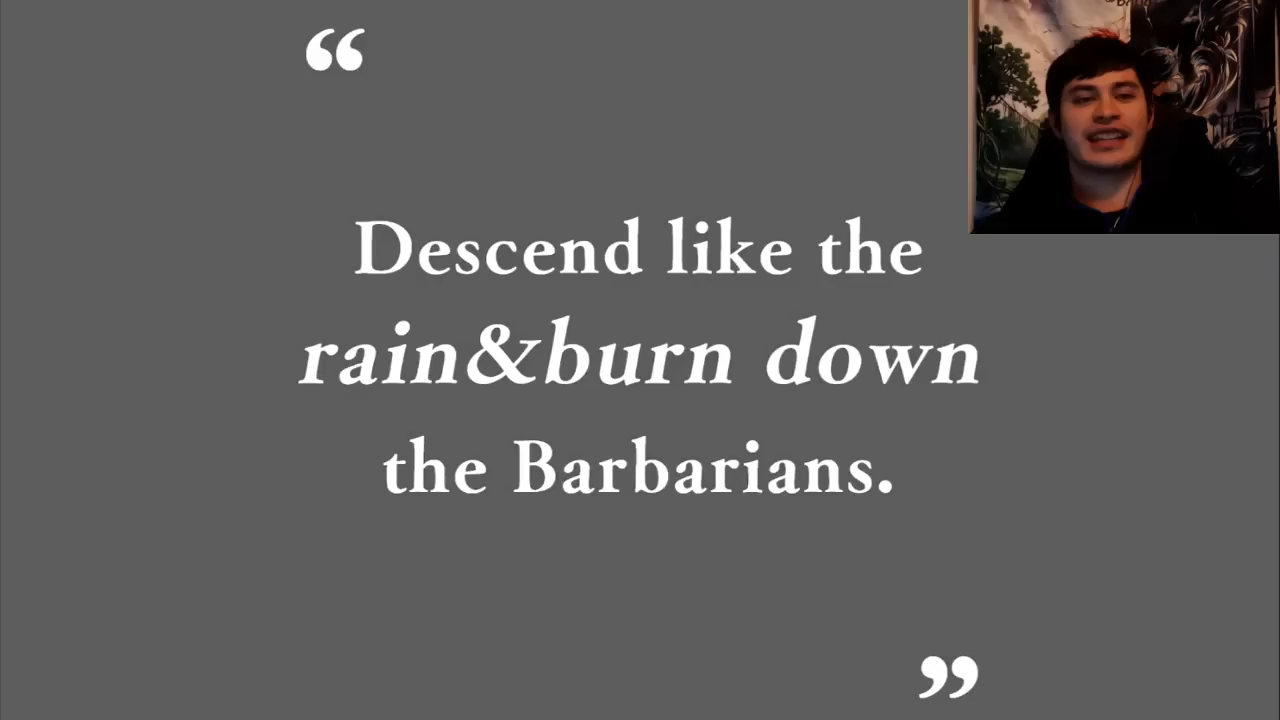 “
Descend like the
rain&burn down
the Barbarians.
”